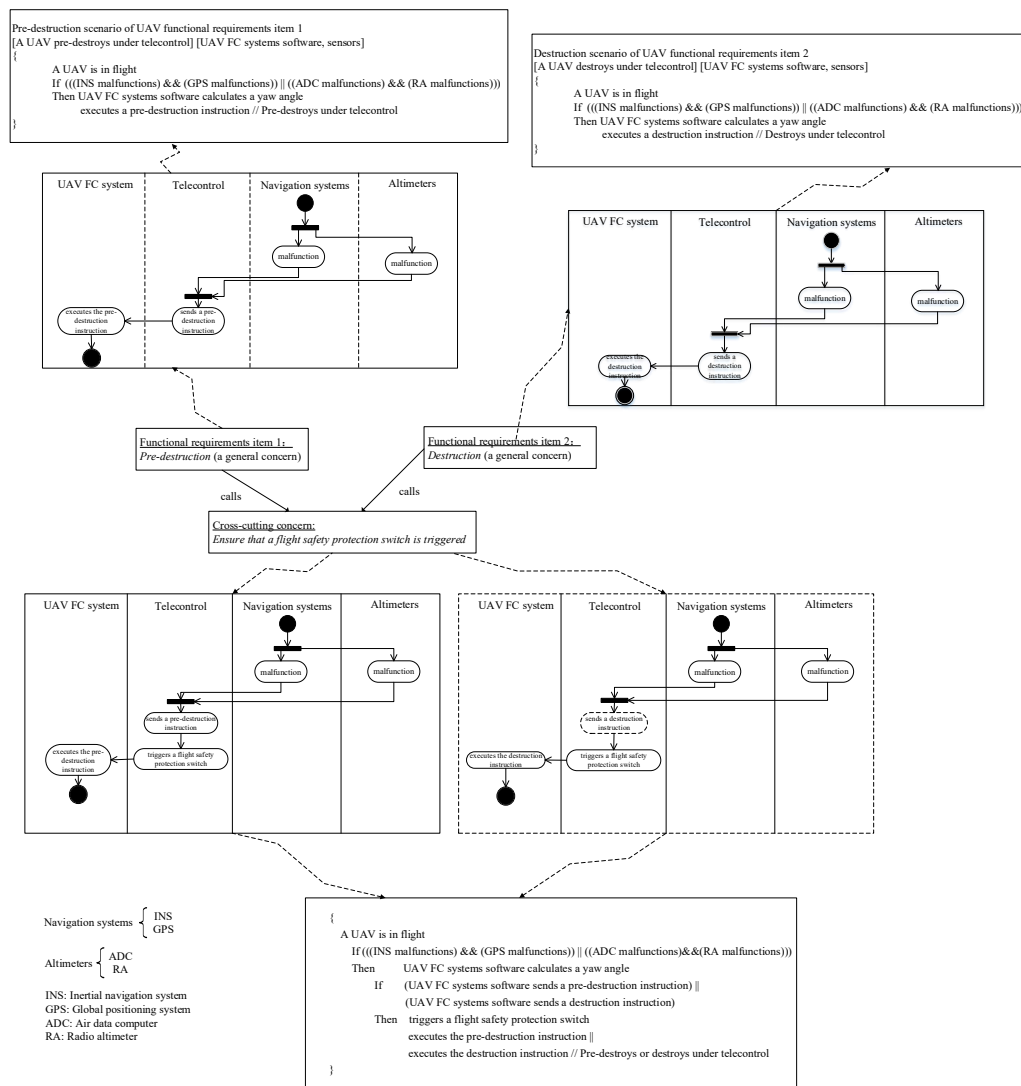 Pre-destruction scenario of UAV functional requirements item 1
[A UAV pre-destroys under telecontrol] [UAV FC systems software, sensors]
{
A UAV is in flight
If (((INS malfunctions) && (GPS malfunctions)) || ((ADC malfunctions) && (RA malfunctions)))
Then UAV FC systems software calculates a yaw angle
executes a pre-destruction instruction // Pre-destroys under telecontrol
}
Destruction scenario of UAV functional requirements item 2
[A UAV destroys under telecontrol] [UAV FC systems software, sensors]
{
A UAV is in flight
If (((INS malfunctions) && (GPS malfunctions)) || ((ADC malfunctions) && (RA malfunctions)))
Then UAV FC systems software calculates a yaw angle
executes a destruction instruction // Destroys under telecontrol
}
UAV FC system
Telecontrol
Navigation systems
Altimeters
malfunction
malfunction
executes the pre-
destruction
instruction
sends a pre-
destruction
instruction
UAV FC system
Telecontrol
Navigation systems
Altimeters
malfunction
malfunction
executes the
destruction
instruction
sends a
destruction
instruction
Functional requirements item 1:
Pre-destruction (a general concern)
Functional requirements item 2:
Destruction (a general concern)
calls
calls
Cross-cutting concern:
Ensure that a flight safety protection switch is triggered
UAV FC system
Telecontrol
Navigation systems
Altimeters
malfunction
malfunction
sends a pre-destruction
instruction
executes the pre-
destruction
instruction
triggers a flight safety
protection switch
UAV FC system
Telecontrol
Navigation systems
Altimeters
malfunction
malfunction
sends a destruction
instruction
executes the destruction
instruction
triggers a flight safety
protection switch
Navigation systems
INS
GPS
Altimeters
ADC
RA
INS: Inertial navigation system
GPS: Global positioning system
ADC: Air data computer
RA: Radio altimeter
{
A UAV is in flight
If (((INS malfunctions) && (GPS malfunctions)) || ((ADC malfunctions)&&(RA malfunctions)))
Then UAV FC systems software calculates a yaw angle
If (UAV FC systems software sends a pre-destruction instruction) ||
(UAV FC systems software sends a destruction instruction)
Then triggers a flight safety protection switch
executes the pre-destruction instruction ||
executes the destruction instruction // Pre-destroys or destroys under telecontrol
}